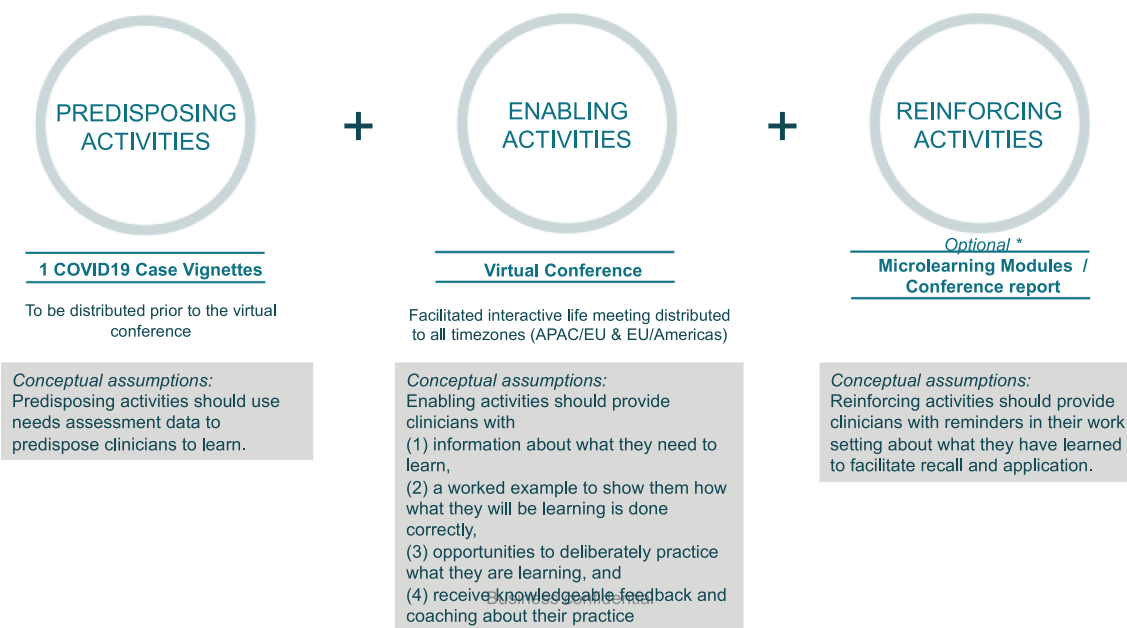 PREDISPOSING
ACTIVITIES
+
ENABLING
ACTIVITIES
+
REINFORCING
ACTIVITIES
1 COVID19 Case Vignettes
To be distributed prior to the virtual
conference
Conceptual assumptions:
Predisposing activities should use
needs assessment data to
predispose clinicians to learn.
Virtual Conference
Facilitated interactive life meeting distributed
to all timezones (APAC/EU & EU/Americas)
Conceptual assumptions:
Enabling activities should provide
clinicians with
(1) information about what they need to
learn,
(2) a worked example to show them how
what they will be learning is done
correctly,
(3) opportunities to deliberately practice
what they are learning, and
(4) receive knowledgeable feedback and
coaching about their practice
Business confidential
Optional *
Microlearning Modules /
Conference report
Conceptual assumptions:
Reinforcing activities should provide
clinicians with reminders in their work
setting about what they have learned
to facilitate recall and application.